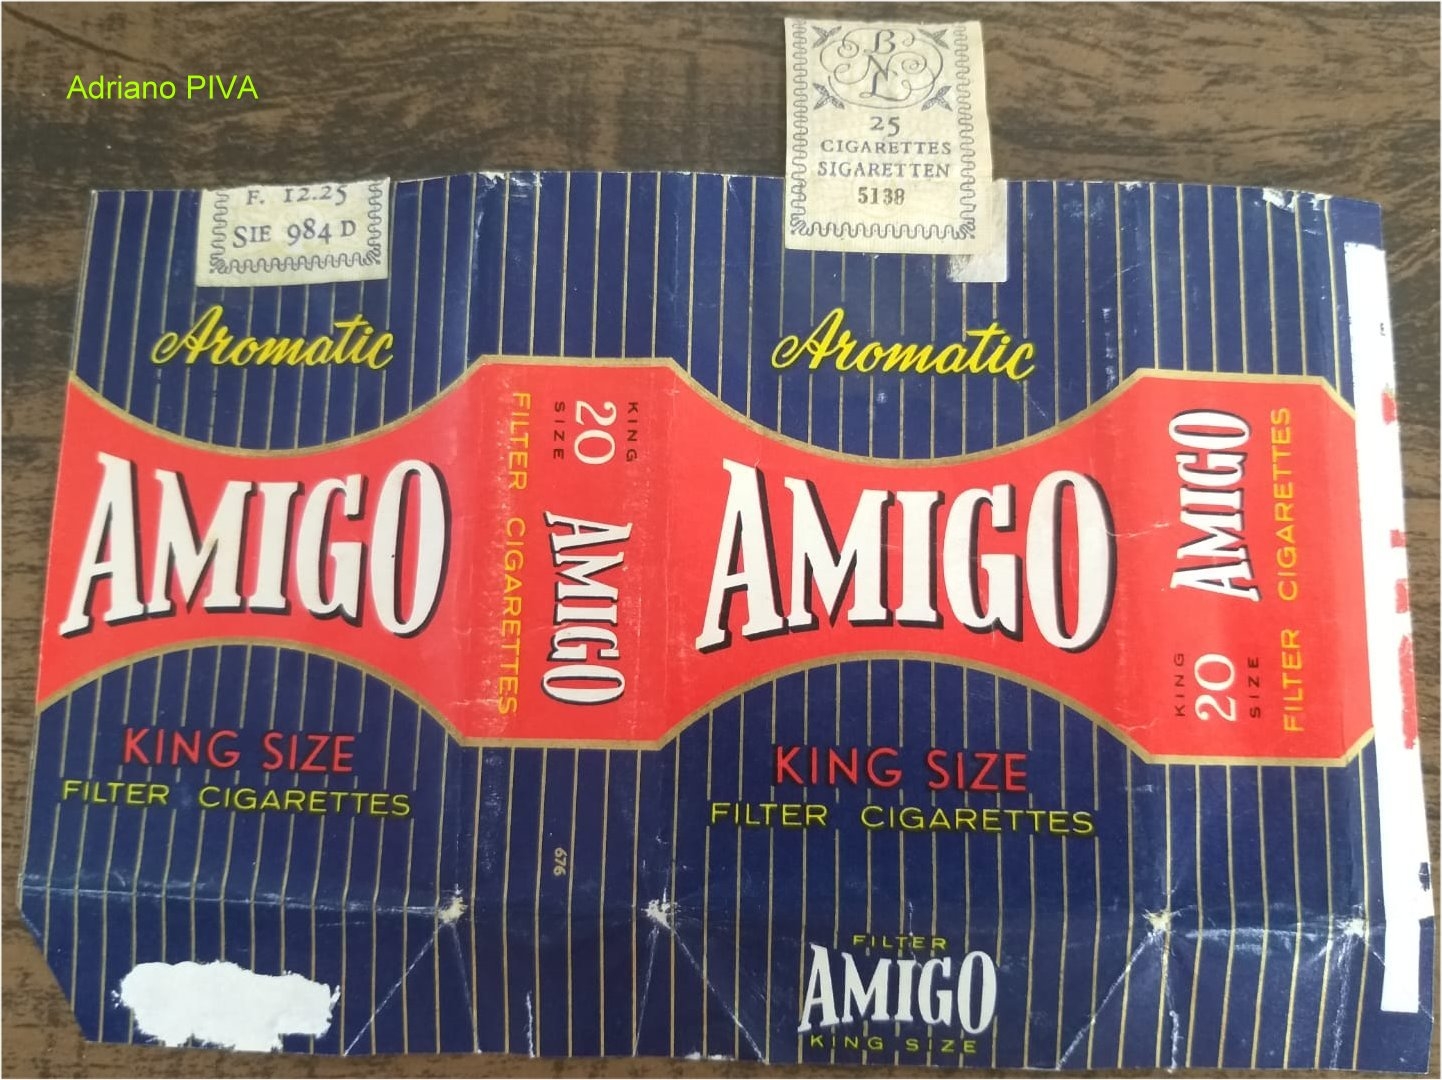 Adriano PIVA
B
N
L
25
CIGARETTES
SIGARETTEN
5138
F. 12.25
SIE 984 D
Aromatic
AMIGO
KING SIZE
FILTER CIGARETTES
KING
20
SIZE
AMIGO
FILTER CIGARETTES
676
Aromatic
AMIGO
KING SIZE
FILTER CIGARETTES
FILTER
AMIGO
KING SIZE
AMIGO
KING
20
SIZE
FILTER CIGARETTES